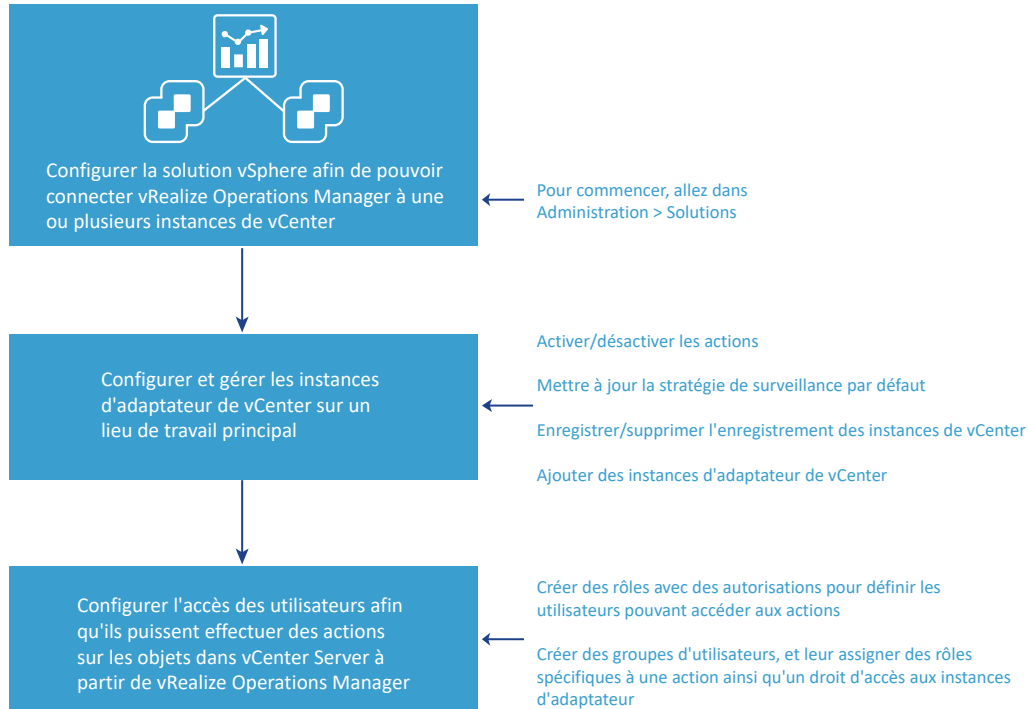 Configurer la solution vSphere afin de pouvoir
connecter vRealize Operations Manager à une
ou plusieurs instances de vCenter
Pour commencer, allez dans
Administration > Solutions
Configurer et gérer les instances
d'adaptateur de vCenter sur un
lieu de travail principal
Activer/désactiver les actions
Mettre à jour la stratégie de surveillance par défaut
Enregistrer/supprimer l'enregistrement des instances de vCenter
Ajouter des instances d'adaptateur de vCenter
Configurer l'accès des utilisateurs afin
qu'ils puissent effectuer des actions
sur les objets dans vCenter Server à
partir de vRealize Operations Manager
Créer des rôles avec des autorisations pour définir les
utilisateurs pouvant accéder aux actions
Créer des groupes d'utilisateurs, et leur assigner des rôles
spécifiques à une action ainsi qu'un droit d'accès aux instances
d'adaptateur